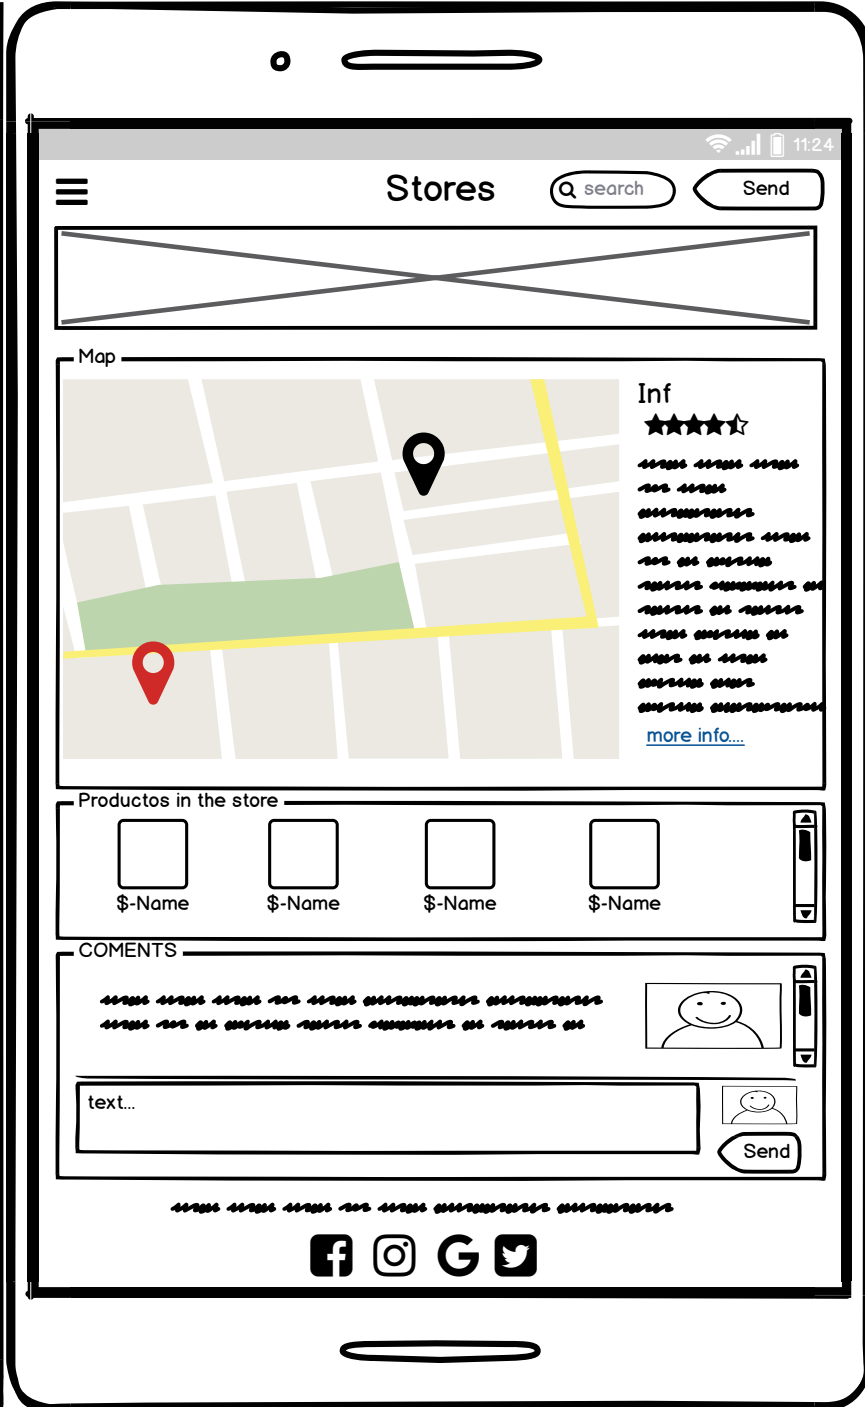 11:24
Stores
search
Send
Map
Inf
more info....
Productos in the store
$-Name $-Name $-Name $-Name
COMENTS
text...
Send